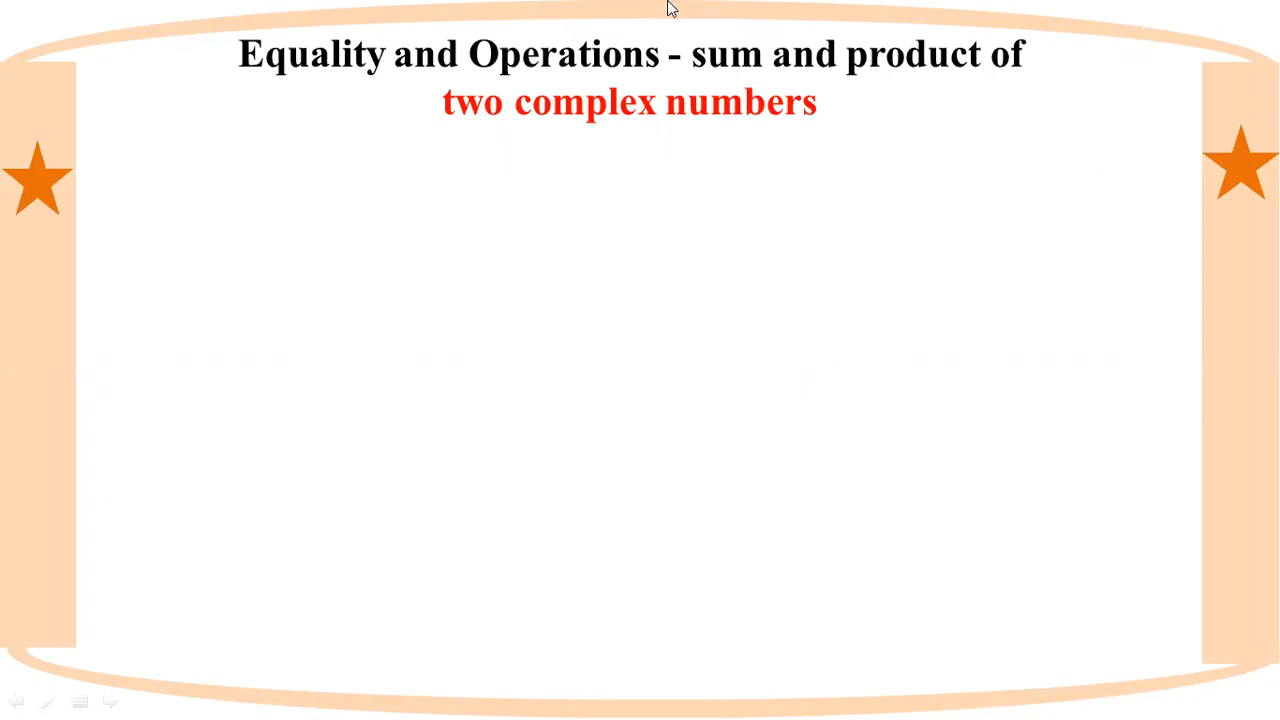 Equality and Operations - sum and product of
two complex numbers